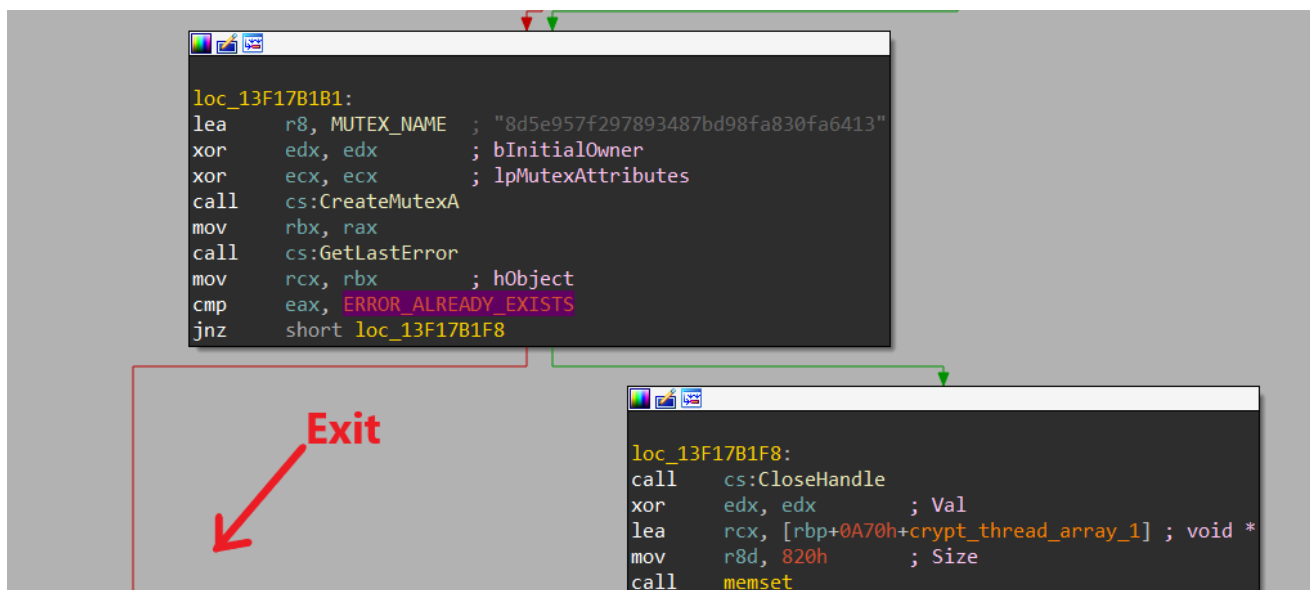 loc_13F17B1B1:
lea r8, MUTEX_NAME ; "8d5e957f297893487bd98fa830fa6413"
xor edx, edx ; bInitialOwner
xor ecx, ecx ; lpMutexAttributes
call cs:CreateMutexA
mov rbx, rax
call cs:GetLastError
mov rcx, rbx ; hObject
cmp eax, ERROR_ALREADY_EXISTS
jnz short loc_13F17B1F8
Exit
loc_13F17B1F8:
call cs:CloseHandle
xor edx, edx ; Val
lea rcx, [rbp+0A70h+crypt_thread_array_1] ; void *
mov r8d, 820h ; Size
call memset